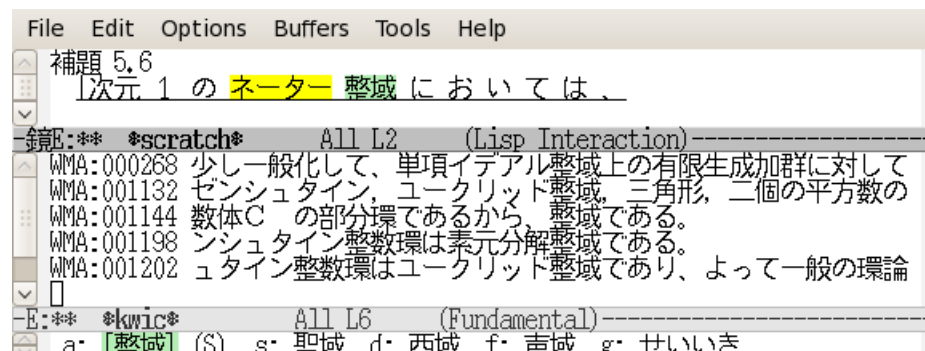 File Edit Options Buffers Tools Help
補題 5.6
|次元 1 の ネーター 整域 に お い て は 、
-鏡E:** *scratch* All L2 (Lisp Interaction)--------------------
WMA:000268 少し一般化して、単項イデアル整域上の有限生成加群に対して
WMA:001132 ゼンシュタイン, ユークリッド整域, 三角形, 二個の平方数の
WMA:001144 数体C の部分環であるから, 整域である。
WMA:001198 ンシュタイン整数環は素元分解整域である。
WMA:001202 ュタイン整数環はユークリッド整域であり、よって一般の環論
-E:** *kwic* All L6 (Fundamental)----------------------------
a: [整域] (S) s: 聖域 d: 西域 f: 声域 g: せいいき